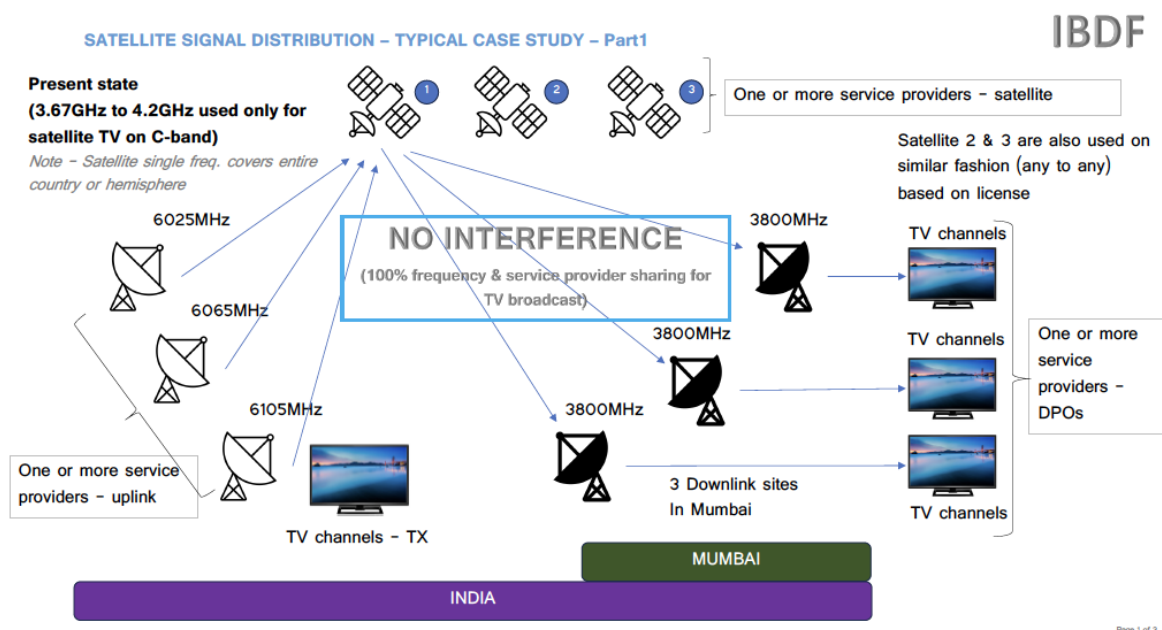 IBDF
SATELLITE SIGNAL DISTRIBUTION – TYPICAL CASE STUDY – Part1
Present state
(3.67GHz to 4.2GHz used only for
satellite TV on C-band)
Note – Satellite single freq. covers entire
country or hemisphere
1
2
3
One or more service providers – satellite
Satellite 2 & 3 are also used on
similar fashion (any to any)
based on license
6025MHz
6065MHz
6105MHz
NO INTERFERENCE
(100% frequency & service provider sharing for
TV broadcast)
3800MHz
3800MHz
3800MHz
TV channels
TV channels
TV channels
One or more
service
providers –
DPOs
One or more service
providers – uplink
TV channels – TX
3 Downlink sites
In Mumbai
MUMBAI
INDIA
Page 1 of 3